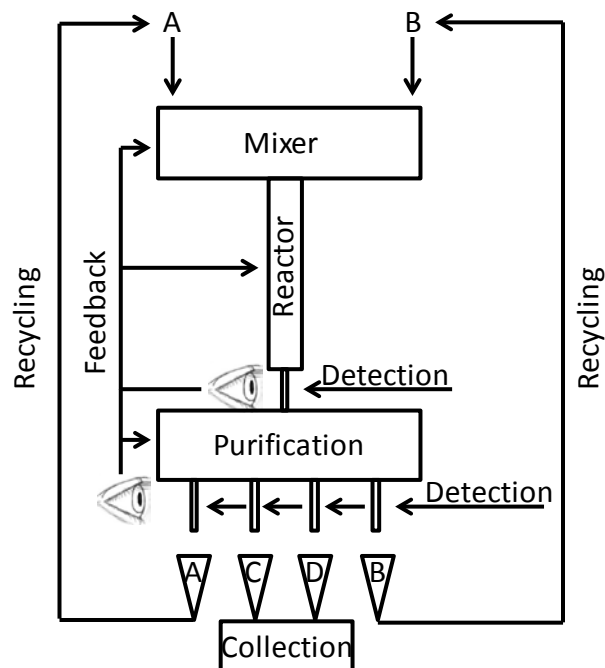 A
B
Mixer
Recycling
Feedback
Reactor
Recycling
Detection
Purification
Detection
A
C
D
B
Collection